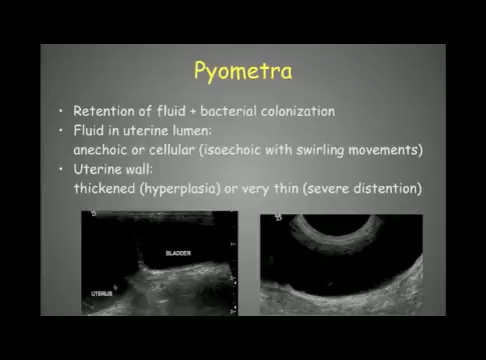 Pyometra
• Retention of fluid + bacterial colonization
• Fluid in uterine lumen:
anechoic or cellular (isoechoic with swirling movements)
• Uterine wall:
thickened (hyperplasia) or very thin (severe distention)
BLADDER
UTERUS